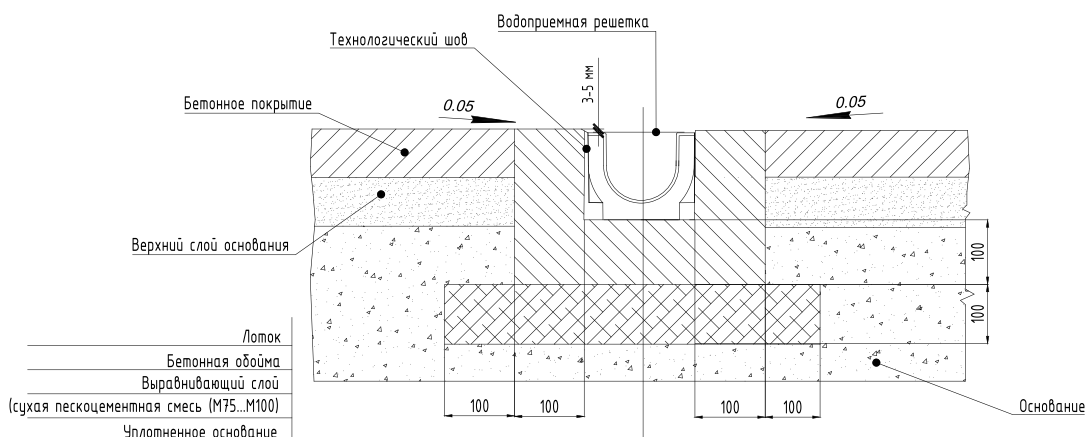 Водоприемная решетка
Технологический шов
3-5 мм
Бетонное покрытие
0.05
0.05
Верхний слой основания
100
100
Лоток
Бетонная обойма
Выравнивающий слой
(сухая пескоцементная смесь (М75...М100)
Уплотненное основание
100
100
100
100
Основание